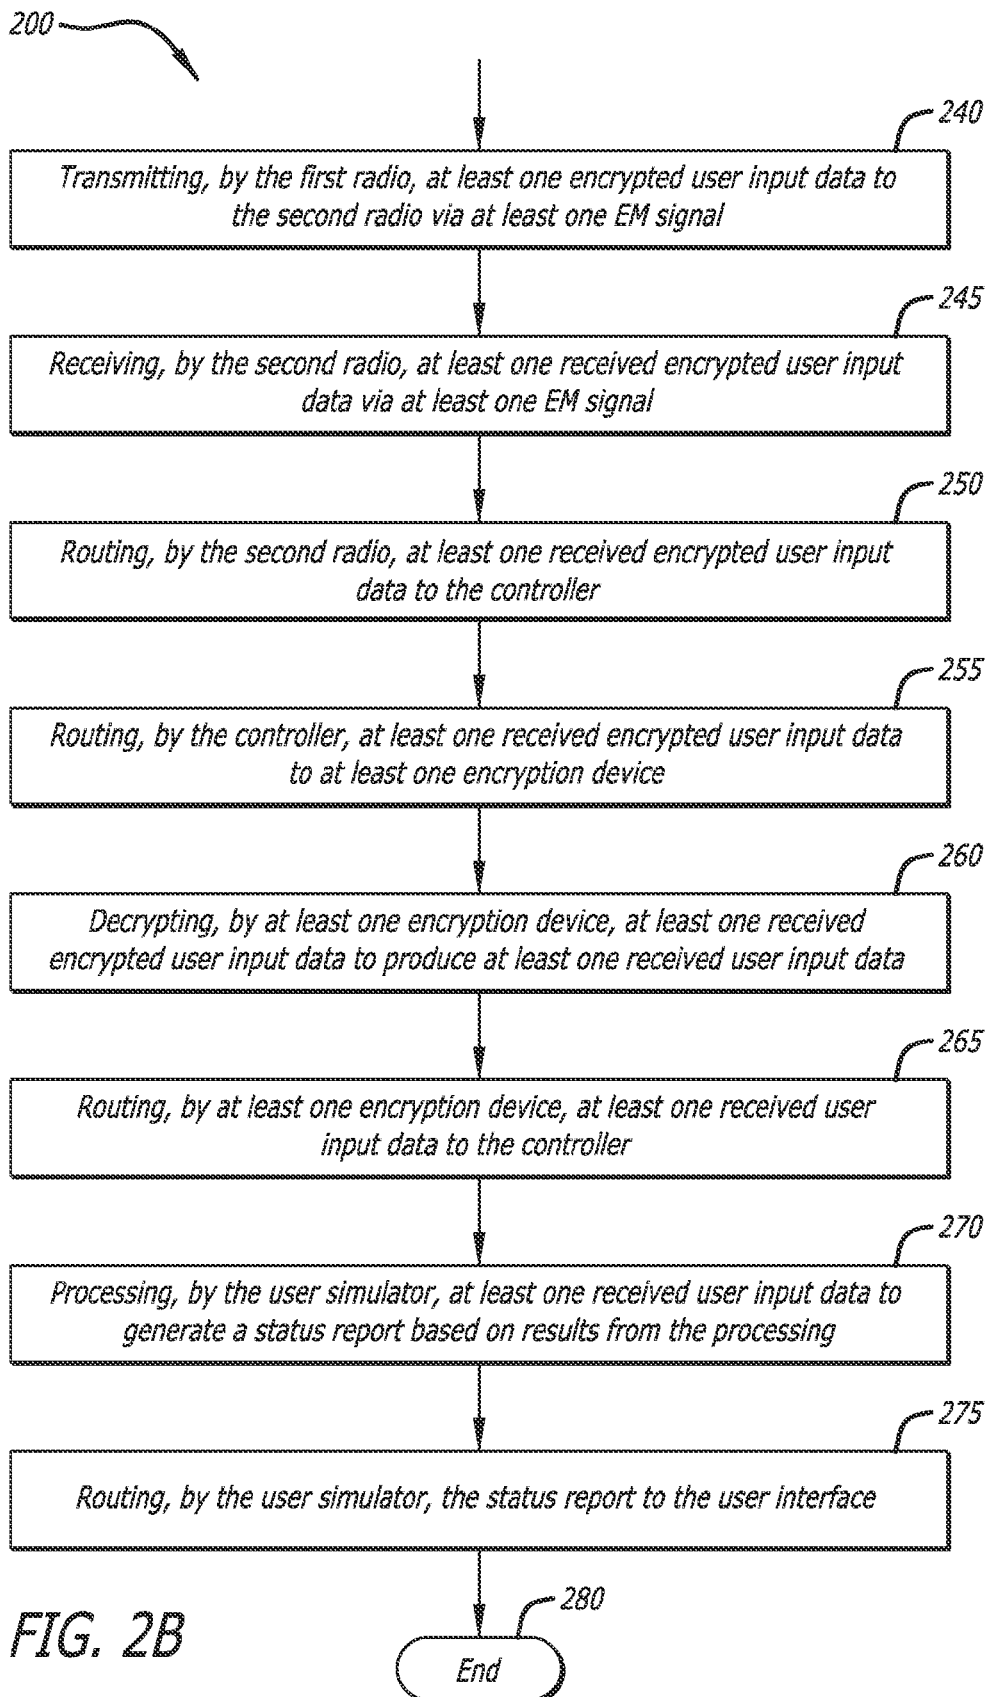 200
240
Transmitting, by the first radio, at least one encrypted user input data to
the second radio via at least one EM signal
245
Receiving, by the second radio, at least one received encrypted user input
data via at least one EM signal
250
Routing, by the second radio, at least one received encrypted user input
data to the controller
255
Routing, by the controller, at least one received encrypted user input data
to at least one encryption device
260
Decrypting, by at least one encryption device, at least one received
encrypted user input data to produce at least one received user input data
265
Routing, by at least one encryption device, at least one received user
input data to the controller
270
Processing, by the user simulator, at least one received user input data to
generate a status report based on results from the processing
275
Routing, by the user simulator, the status report to the user interface
280
End
FIG. 2B